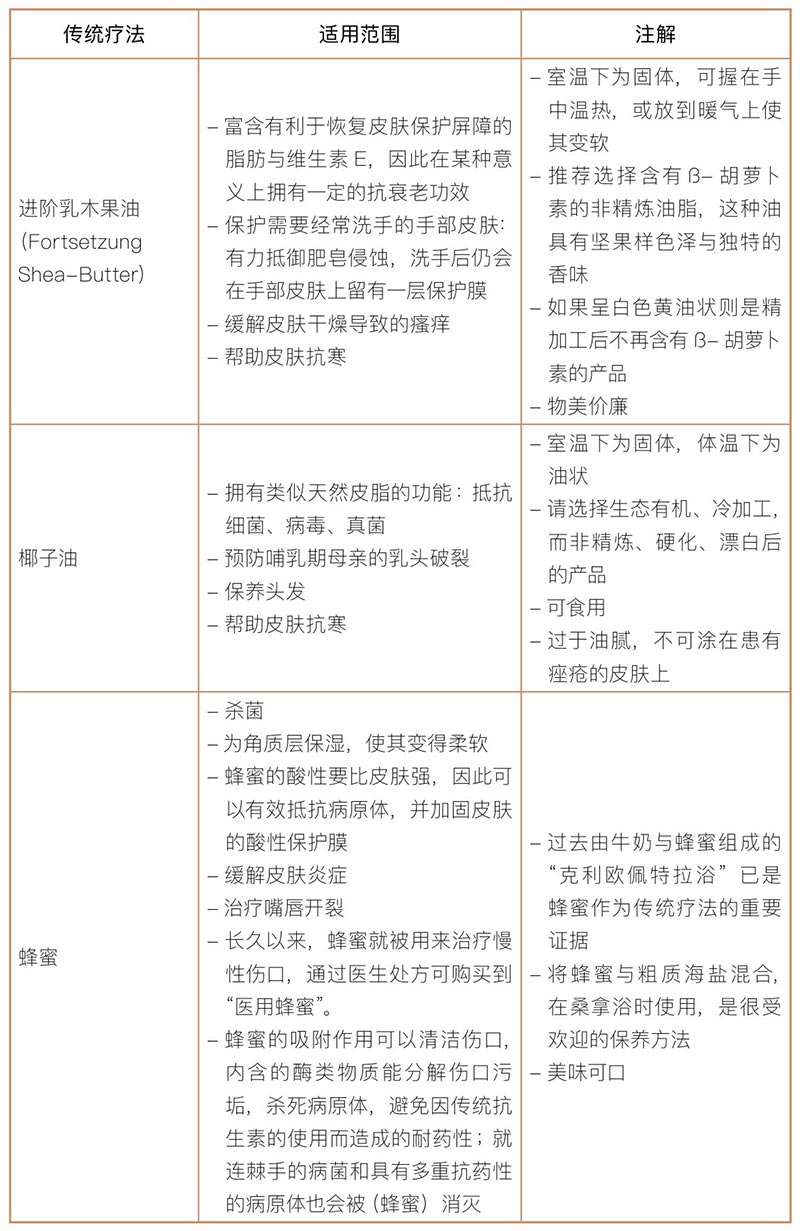 传统疗法
适用范围
注解
进阶乳木果油
(Fortsetzung
Shea-Butter)
– 富含有利于恢复皮肤保护屏障的
脂肪与维生素 E，因此在某种意
义上拥有一定的抗衰老功效
– 保护需要经常洗手的手部皮肤：
有力抵御肥皂侵蚀，洗手后仍会
在手部皮肤上留有一层保护膜
– 缓解皮肤干燥导致的瘙痒
– 帮助皮肤抗寒
– 室温下为固体，可握在手
中温热，或放到暖气上使
其变软
– 推荐选择含有 ß- 胡萝卜
素的非精炼油脂，这种油
具有坚果样色泽与独特的
香味
– 如果呈白色黄油状则是精
加工后不再含有 ß- 胡萝卜
素的产品
– 物美价廉
椰子油
– 拥有类似天然皮脂的功能：抵抗
细菌、病毒、真菌
– 预防哺乳期母亲的乳头破裂
– 保养头发
– 帮助皮肤抗寒
– 室温下为固体，体温下为
油状
– 请选择生态有机、冷加工，
而非精炼、硬化、漂白后
的产品
– 可食用
– 过于油腻，不可涂在患有
痤疮的皮肤上
蜂蜜
– 杀菌
– 为角质层保湿，使其变得柔软
– 蜂蜜的酸性要比皮肤强，因此可
以有效抵抗病原体，并加固皮肤
的酸性保护膜
– 缓解皮肤炎症
– 治疗嘴唇开裂
– 长久以来，蜂蜜就被用来治疗慢
性伤口，通过医生处方可购买到
“医用蜂蜜”。
– 蜂蜜的吸附作用可以清洁伤口，
内含的酶类物质能分解伤口污
垢，杀死病原体，避免因传统抗
生素的使用而造成的耐药性；就
连棘手的病菌和具有多重抗药性
的病原体也会被（蜂蜜）消灭
– 过去由牛奶与蜂蜜组成的
“克利欧佩特拉浴”已是
蜂蜜作为传统疗法的重要
证据
– 将蜂蜜与粗质海盐混合，
在桑拿浴时使用，是很受
欢迎的保养方法
– 美味可口